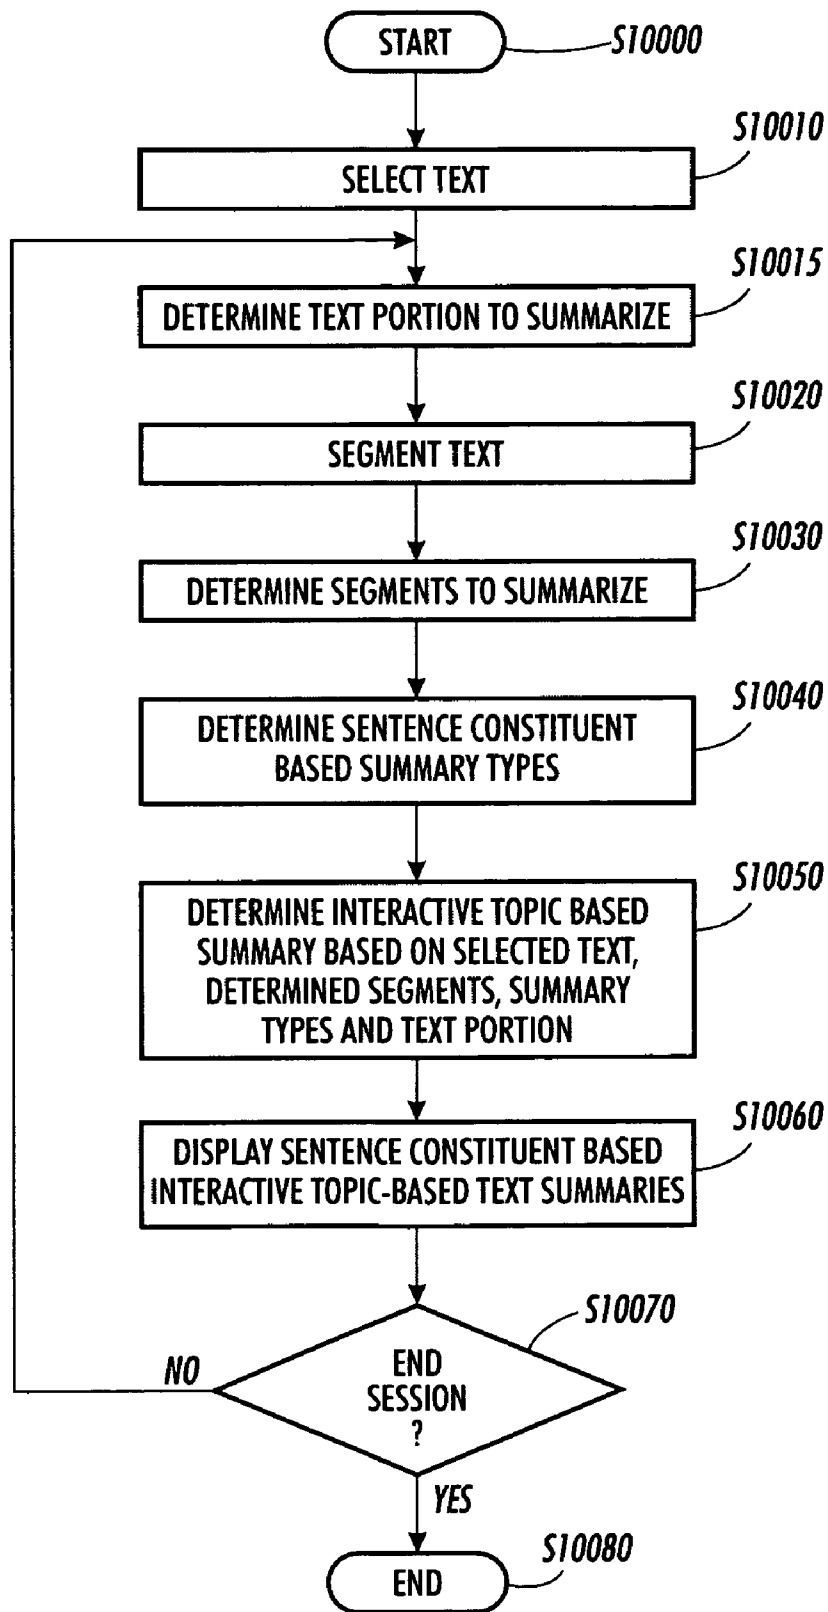 START
S10000
S10010
SELECT TEXT
S10015
DETERMINE TEXT PORTION TO SUMMARIZE
S10020
SEGMENT TEXT
S10030
DETERMINE SEGMENTS TO SUMMARIZE
S10040
DETERMINE SENTENCE CONSTITUENT
BASED SUMMARY TYPES
S10050
DETERMINE INTERACTIVE TOPIC BASED
SUMMARY BASED ON SELECTED TEXT,
DETERMINED SEGMENTS, SUMMARY
TYPES AND TEXT PORTION
S10060
DISPLAY SENTENCE CONSTITUENT BASED
INTERACTIVE TOPIC-BASED TEXT SUMMARIES
S10070
NO
END
SESSION
?
YES
S10080
END